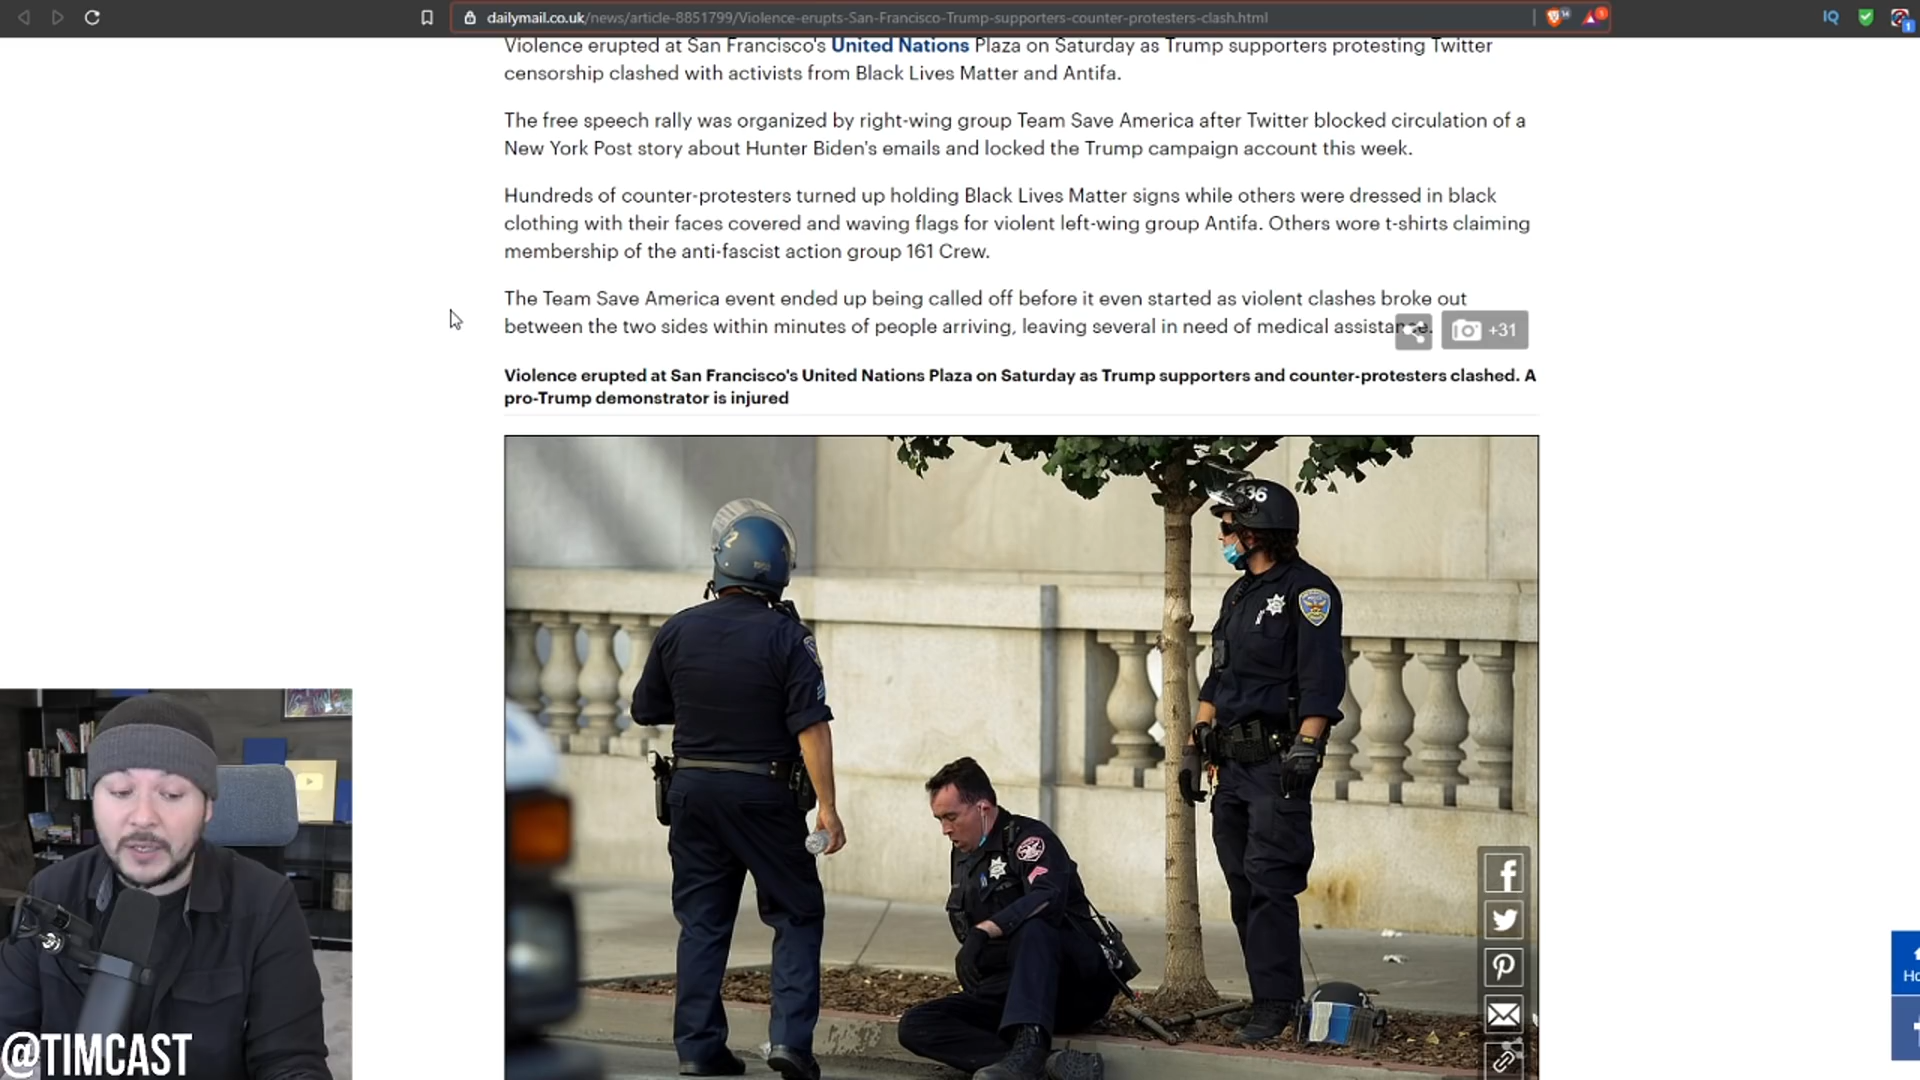 dailymail.co.uk/news/article-8851799/Violence-erupts-San-Francisco-Trump-supporters-counter-protesters-clash.html
IQ
Violence erupted at San Francisco's United Nations Plaza on Saturday as Trump supporters protesting Twitter
censorship clashed with activists from Black Lives Matter and Antifa.
The free speech rally was organized by right-wing group Team Save America after Twitter blocked circulation of a
New York Post story about Hunter Biden's emails and locked the Trump campaign account this week.
Hundreds of counter-protesters turned up holding Black Lives Matter signs while others were dressed in black
clothing with their faces covered and waving flags for violent left-wing group Antifa. Others wore t-shirts claiming
membership of the anti-fascist action group 161 Crew.
The Team Save America event ended up being called off before it even started as violent clashes broke out
between the two sides within minutes of people arriving, leaving several in need of medical assistance.
+31
Violence erupted at San Francisco's United Nations Plaza on Saturday as Trump supporters and counter-protesters clashed. A
pro-Trump demonstrator is injured
36
2
Ho
@TIMCAST